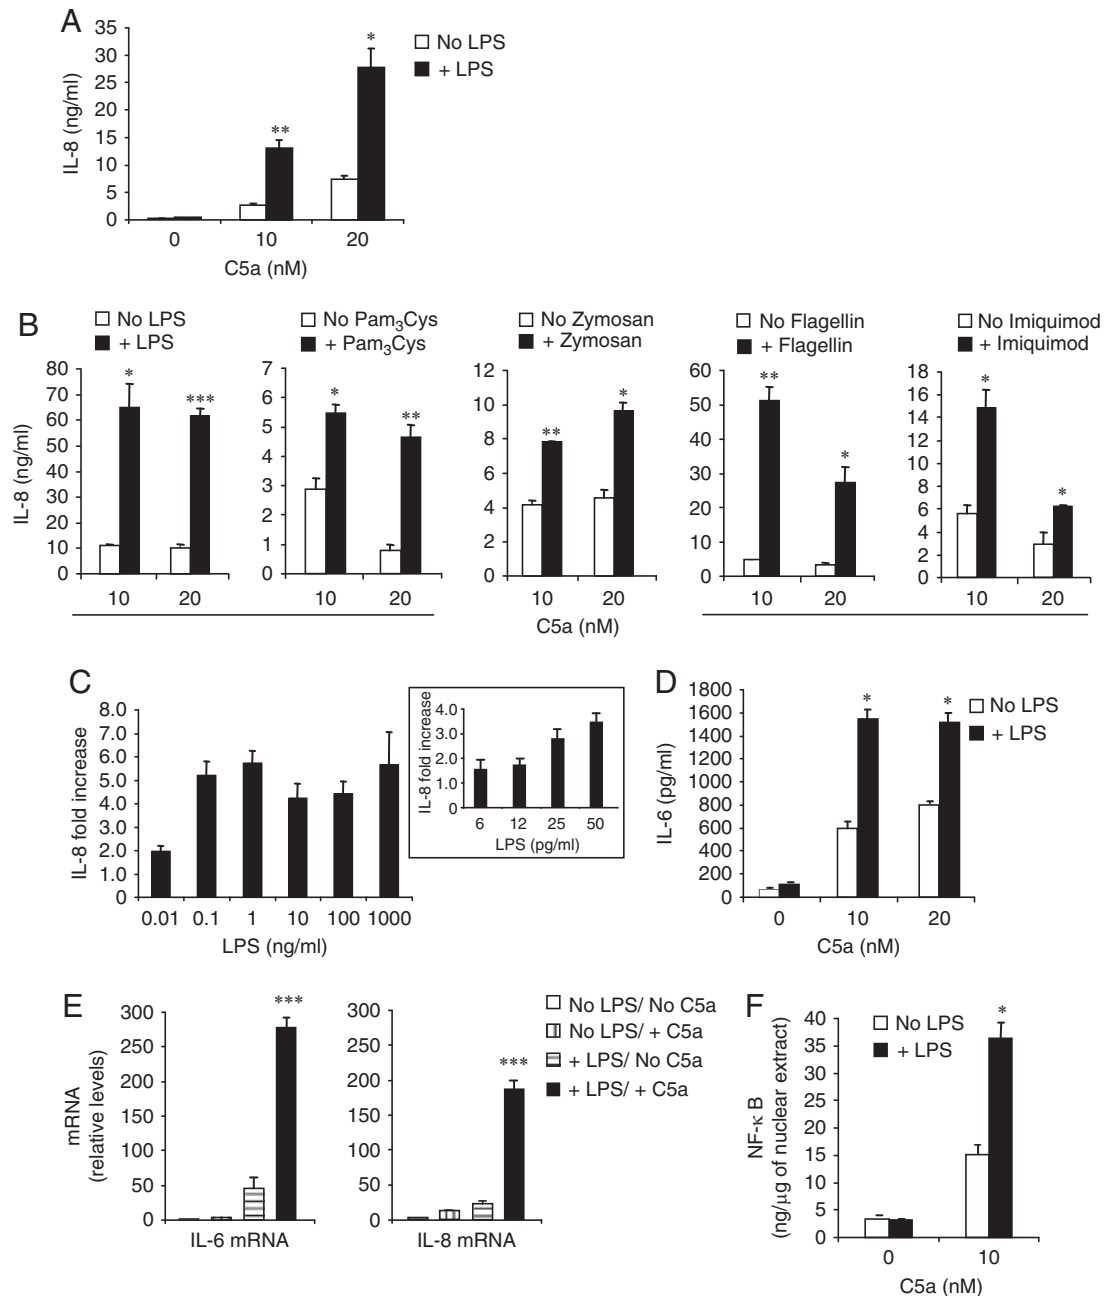 A
35
30
25
20
15
10
5
0
IL-8 (ng/ml)
*
**
No LPS
+ LPS
0 10 20
C5a (nM)
B
No LPS
+ LPS
80
70
60
50
40
30
20
10
0
IL-8 (ng/ml)
* ***
10 20
No Pam₃Cys
+ Pam₃Cys
7
6
5
4
3
2
1
0
* **
10 20
No Zymosan
+ Zymosan
12
10
8
6
4
2
0
** *
10 20
C5a (nM)
No Flagellin
+ Flagellin
60
50
40
30
20
10
0
** *
10 20
No Imiquimod
+ Imiquimod
18
16
14
12
10
8
6
4
2
0
* *
10 20
C
8.0
7.0
6.0
5.0
4.0
3.0
2.0
1.0
0
IL-8 fold increase
0.01 0.1 1 10 100 1000
LPS (ng/ml)
4.0
3.0
2.0
1.0
0
IL-8 fold increase
6 12 25 50
LPS (pg/ml)
D
1800
1600
1400
1200
1000
800
600
400
200
0
IL-6 (pg/ml)
* *
No LPS
+ LPS
0 10 20
C5a (nM)
E
300
250
200
150
100
50
0
mRNA
(relative levels)
***
IL-6 mRNA
300
250
200
150
100
50
0
***
IL-8 mRNA
No LPS/ No C5a
No LPS/ + C5a
+ LPS/ No C5a
+ LPS/ + C5a
F
40
35
30
25
20
15
10
5
0
NF-κ B
(ng/μg of nuclear extract)
No LPS
+ LPS
*
0 10
C5a (nM)